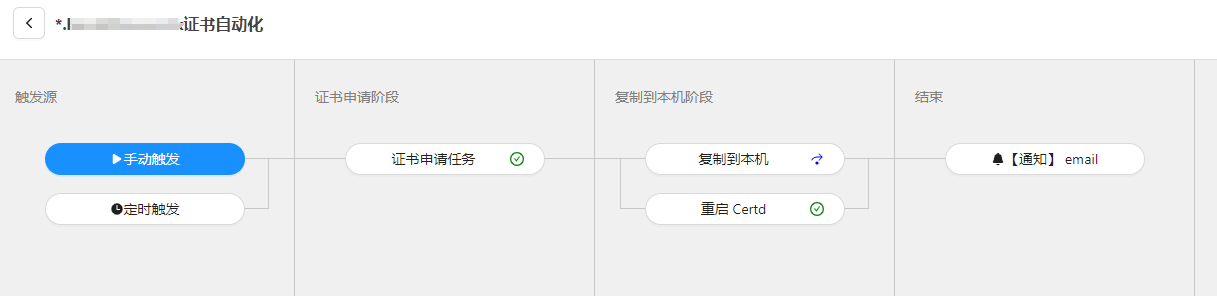 *.l证书自动化
触发源
证书申请阶段
复制到本机阶段
结束
手动触发
证书申请任务
复制到本机
【通知】 email
定时触发
重启 Certd